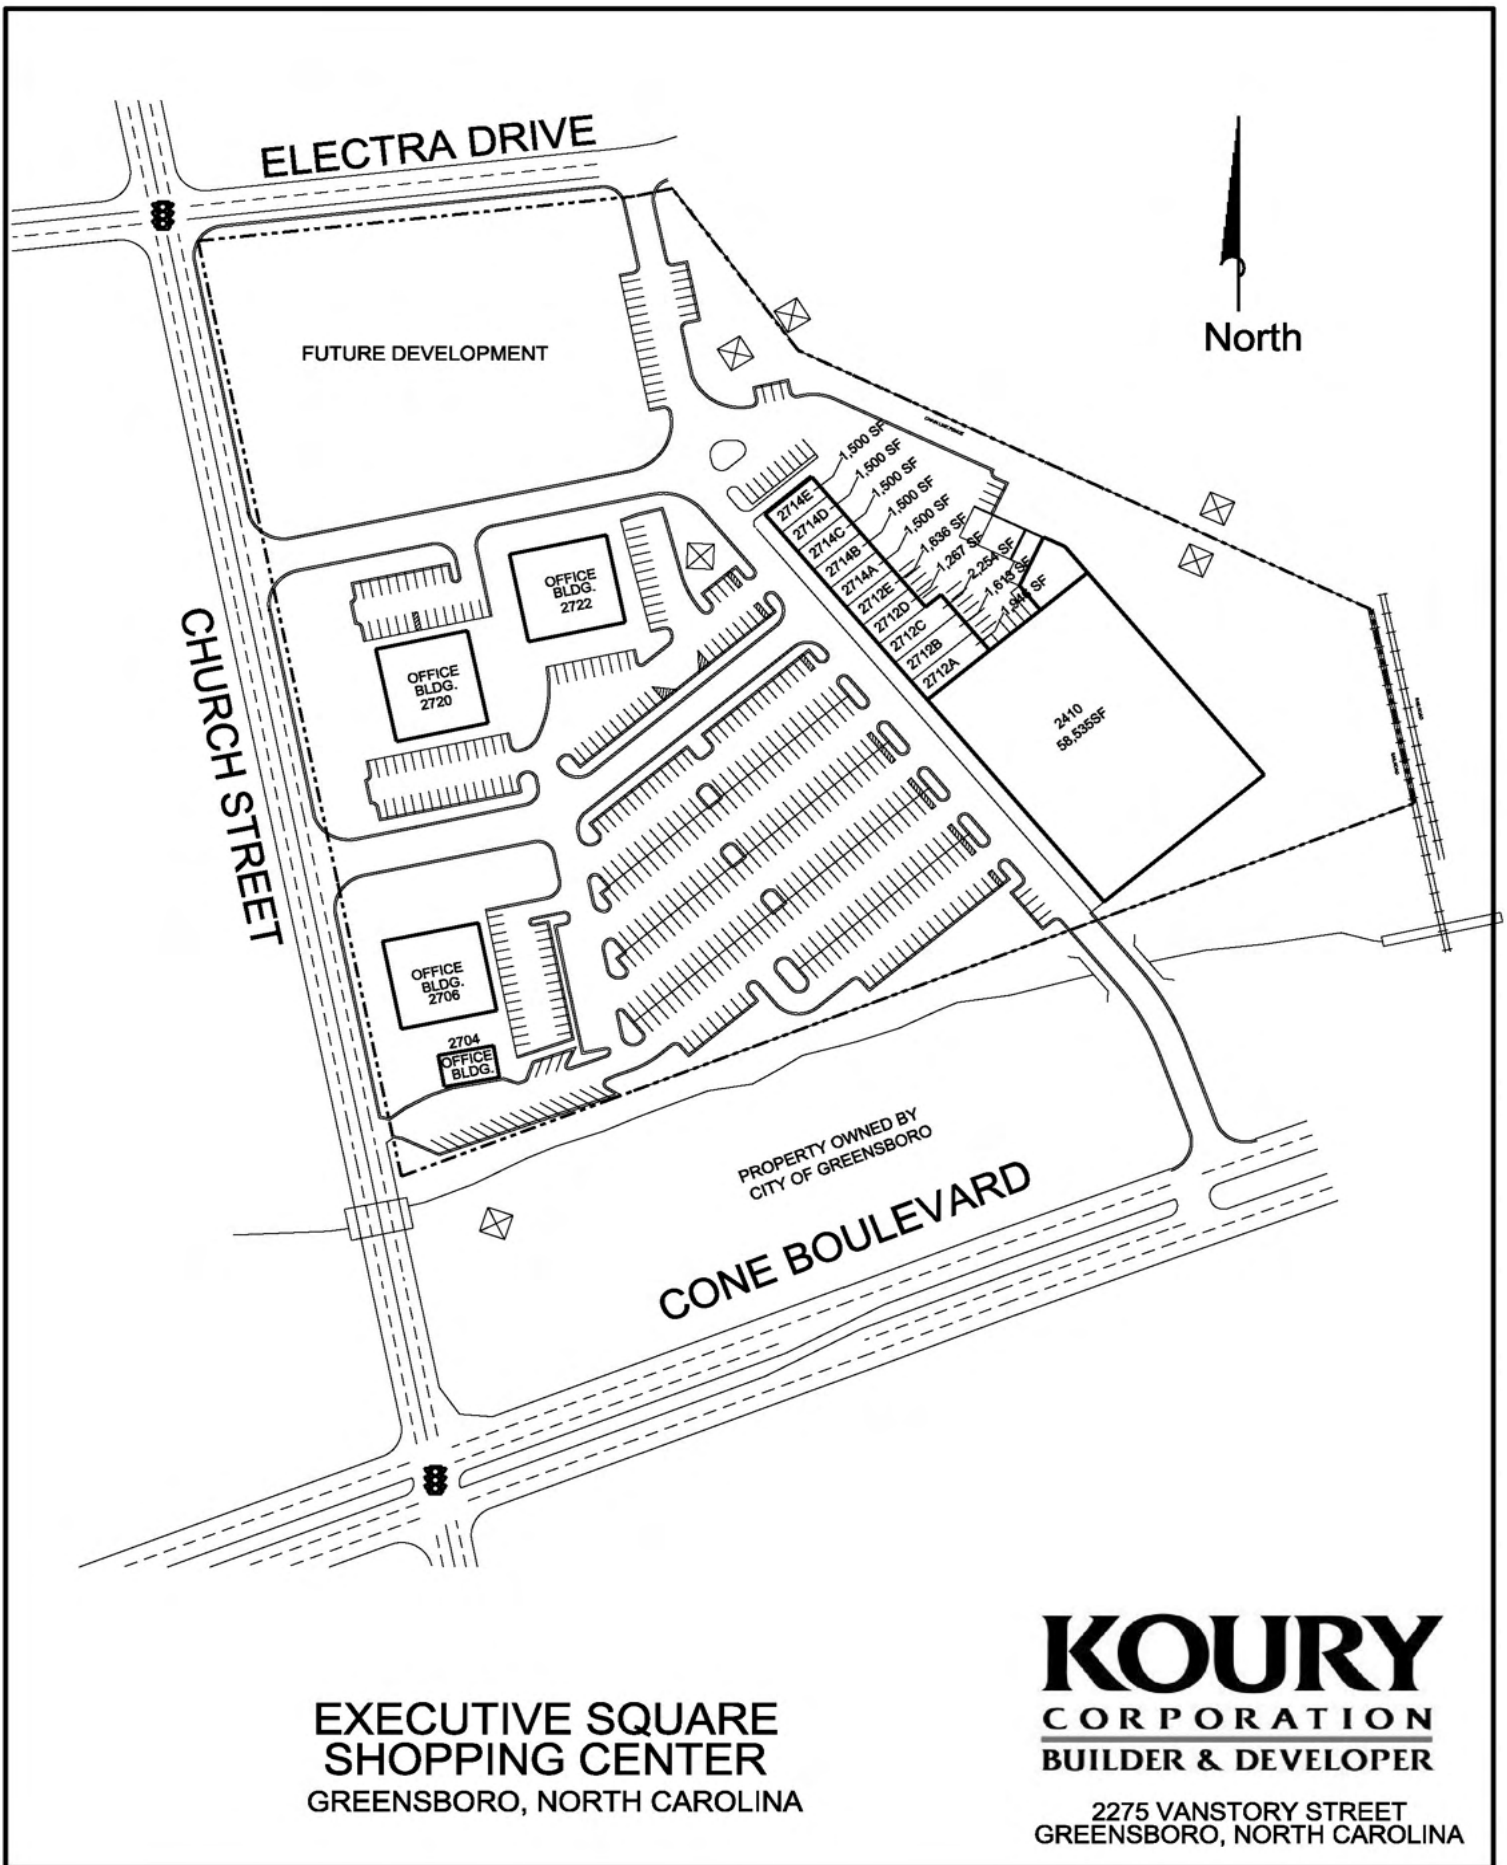 ELECTRA DRIVE
North
FUTURE DEVELOPMENT
1,500 SF
1,500 SF
1,500 SF
1,500 SF
1,500 SF
1,636 SF
1,267 SF
2,254 SF
1,613 SF
2714E
2714D
2714C
2714B
2714A
2712E
2712D
2712C
2712B
2712A
2410
58,535SF
OFFICE
BLDG.
2722
OFFICE
BLDG.
2720
CHURCH STREET
OFFICE
BLDG.
2706
2704
OFFICE
BLDG.
PROPERTY OWNED BY
CITY OF GREENSBORO
CONE BOULEVARD
EXECUTIVE SQUARE
SHOPPING CENTER
GREENSBORO, NORTH CAROLINA
KOURY
CORPORATION
BUILDER & DEVELOPER
2275 VANSTORY STREET
GREENSBORO, NORTH CAROLINA